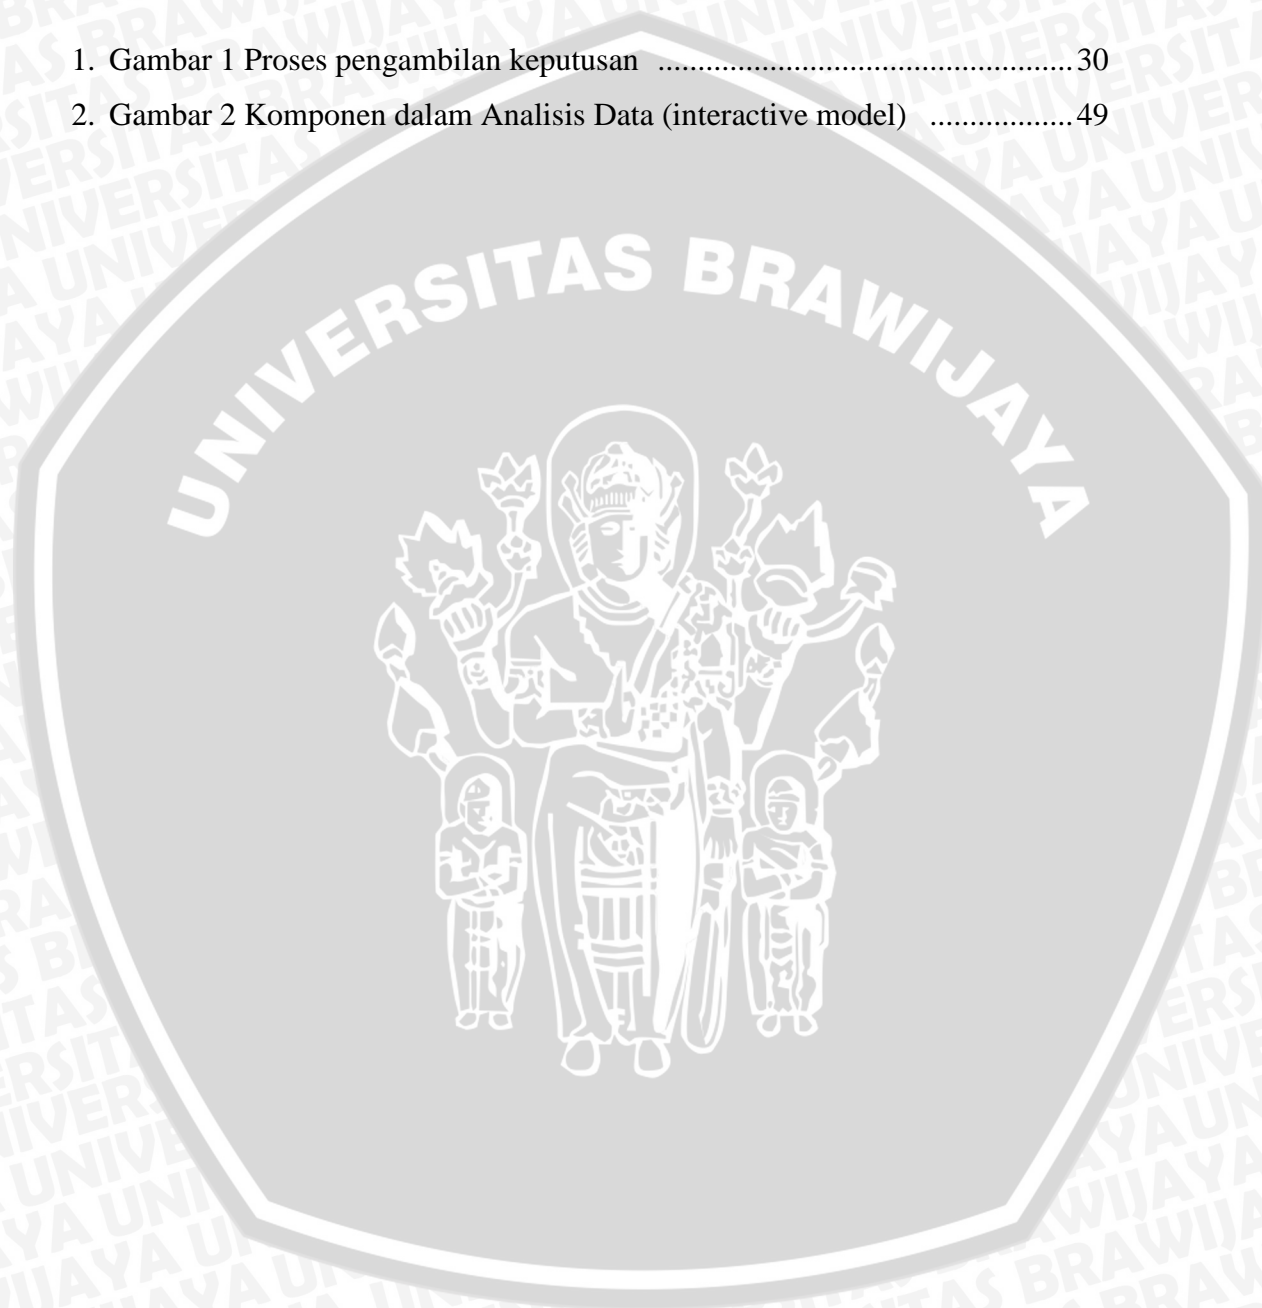 1. Gambar 1 Proses pengambilan keputusan .................................................... 30
2. Gambar 2 Komponen dalam Analisis Data (interactive model) .................. 49
UNIVERSITAS BRAWIJAYA